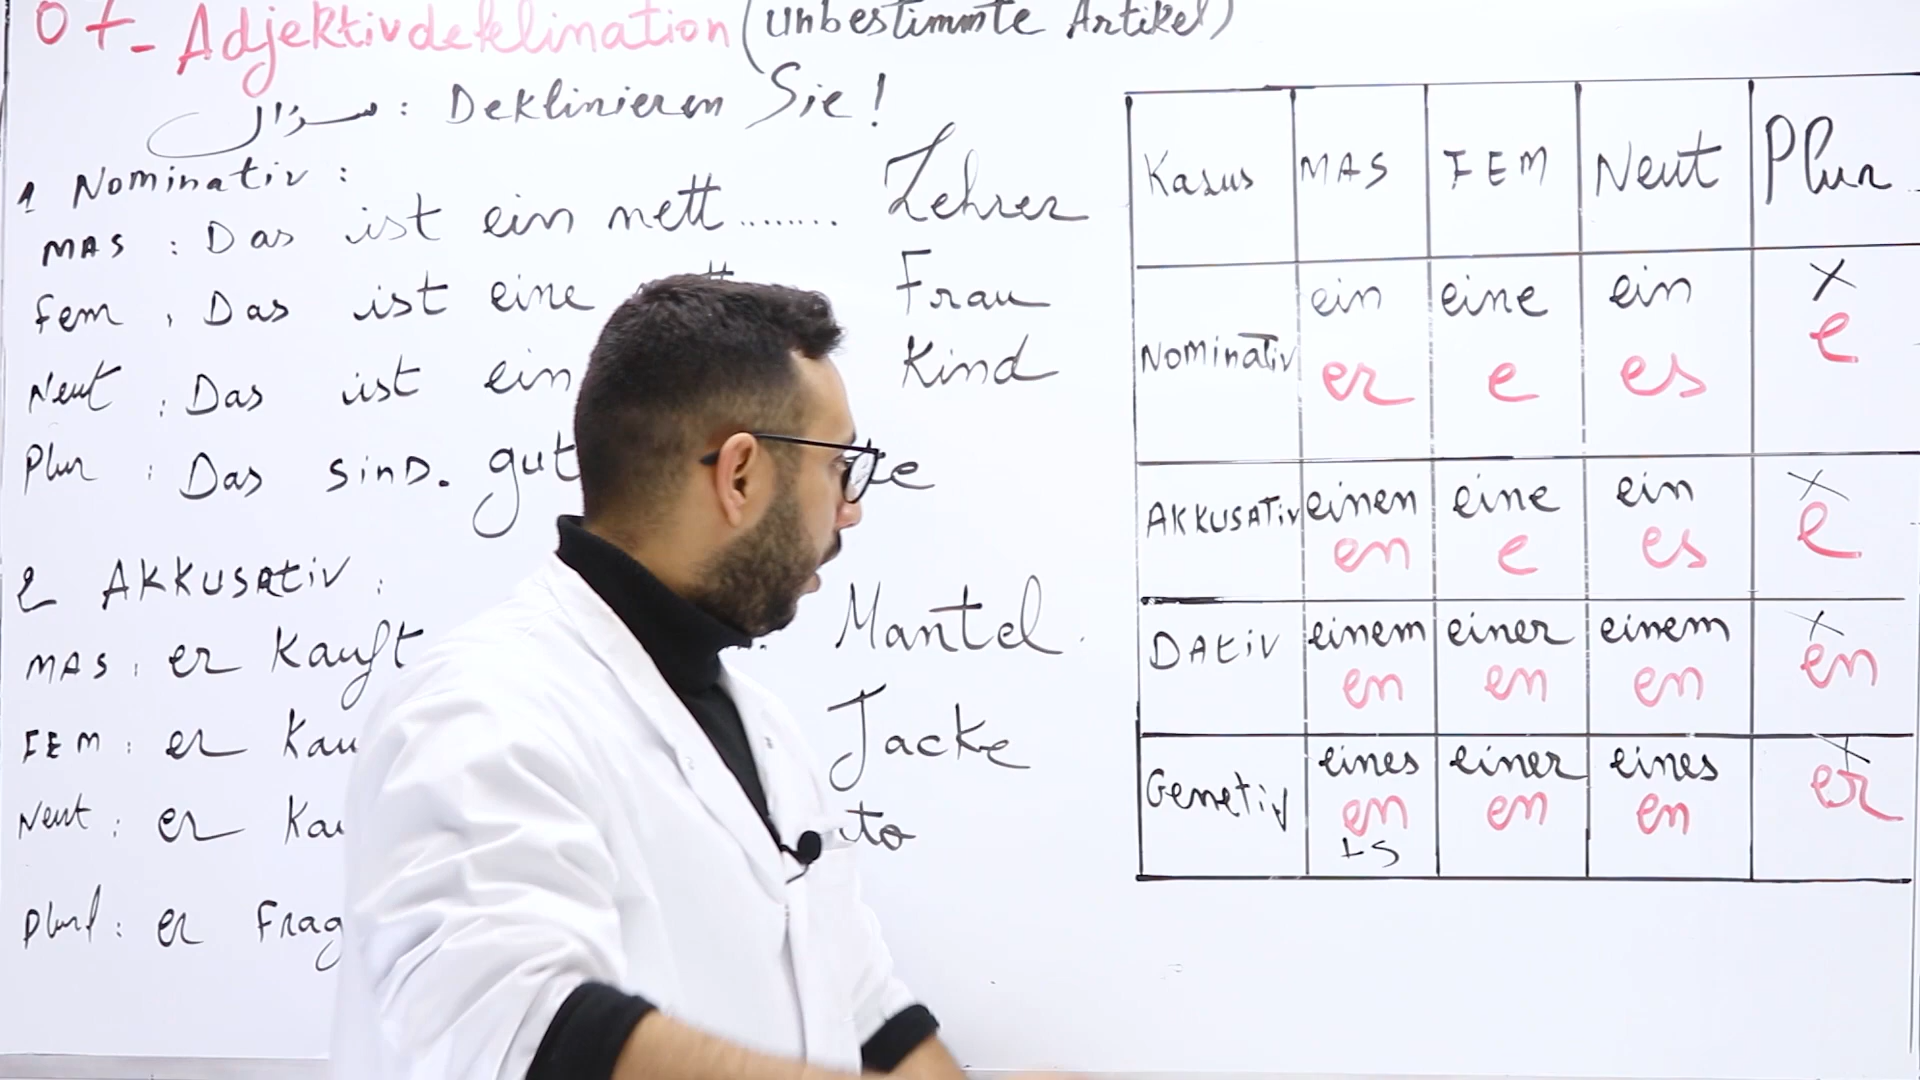 07- Adjektivdeklination (unbestimmte Artikel)
سؤال : Deklinieren Sie!
1 Nominativ :
MAS : Das ist ein nett........ Lehrer
Fem : Das ist eine Frau
Neut : Das ist ein Kind
Plur : Das sind. gut
2 AKKUSAtiV :
MAS : er kauft Mantel.
FEM : er Jacke
Neut : er
Plurl : er
Kasus MAS FEM Neut Plur
Nominativ ein eine ein X
er e es e
AKKUSATiv einen eine ein X
en e es e
DAtiv einem einer einem X
en en en en
Genetiv eines einer eines X
en en en er
+s